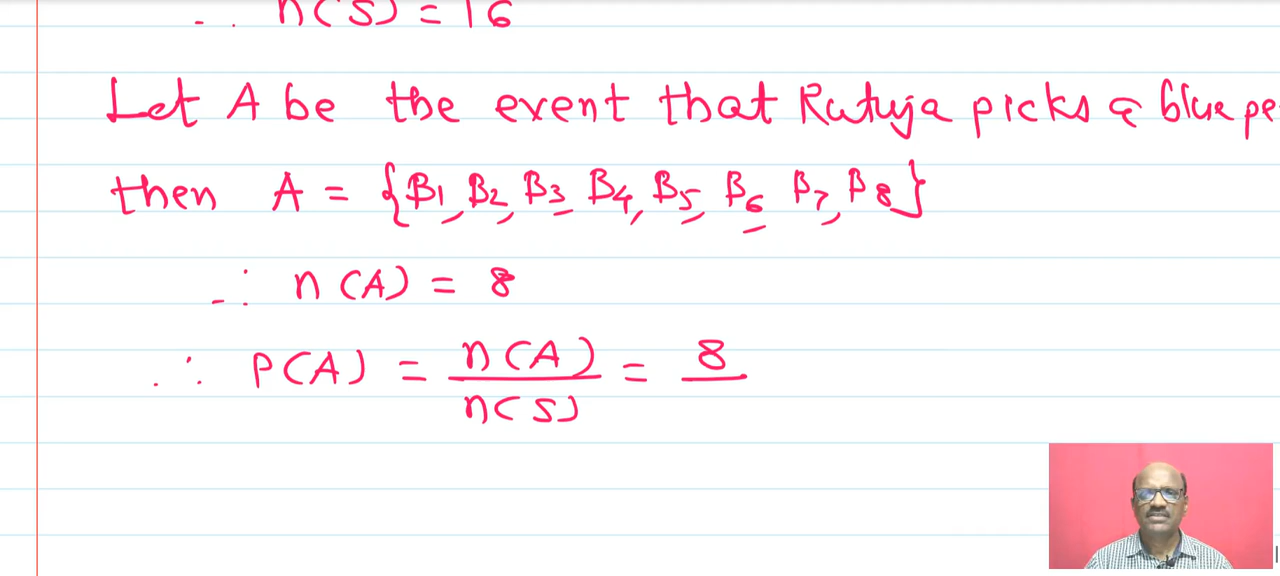 ∴ n(S) = 16
Let A be the event that Rutuja picks a blue pe
then A = {B1, B2, B3, B4, B5, B6 B7, B8}
∴ n(A) = 8
∴ P(A) = n(A)/n(S) = 8/